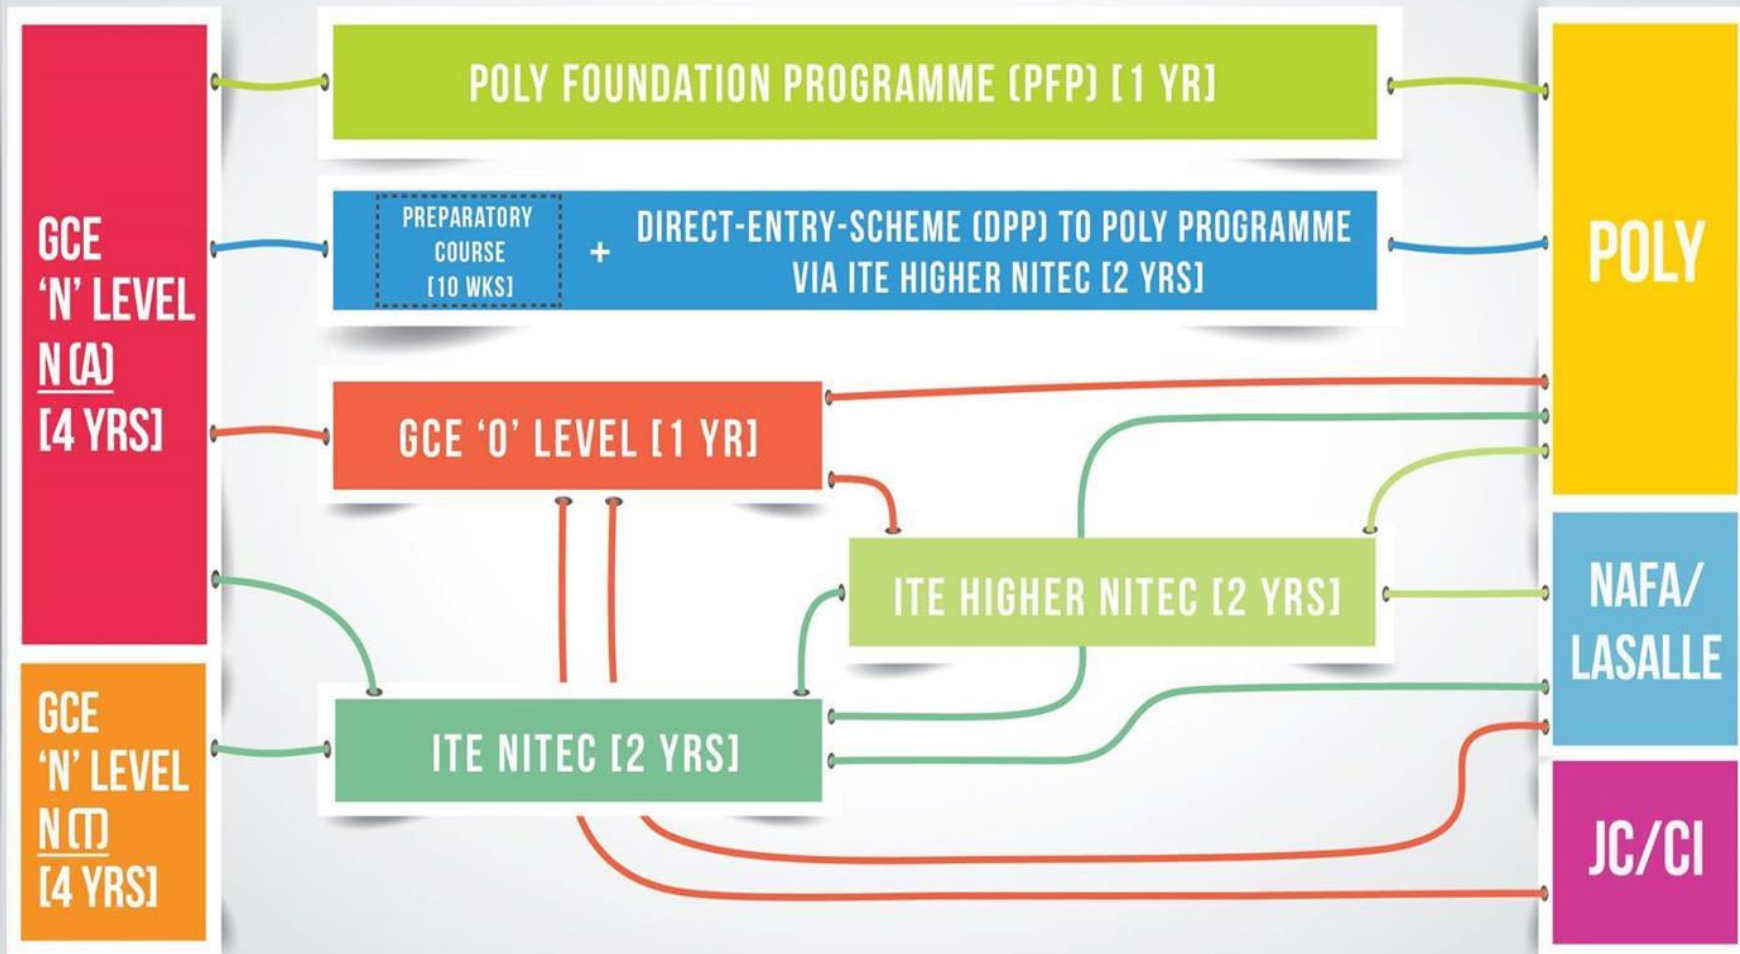 GCE
‘N’ LEVEL
N(A)
[4 YRS]
GCE
‘N’ LEVEL
N(T)
[4 YRS]
POLY FOUNDATION PROGRAMME (PFP) [1 YR]
PREPARATORY
COURSE
[10 WKS]
+
DIRECT-ENTRY-SCHEME (DPP) TO POLY PROGRAMME
VIA ITE HIGHER NITEC [2 YRS]
GCE ‘O’ LEVEL [1 YR]
ITE HIGHER NITEC [2 YRS]
ITE NITEC [2 YRS]
POLY
NAFA/
LASALLE
JC/CI